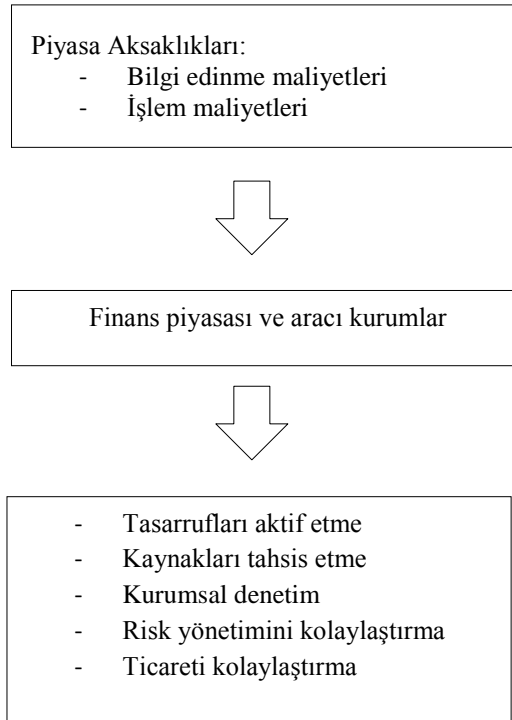 Piyasa Aksaklıkları:
- Bilgi edinme maliyetleri
- İşlem maliyetleri
Finans piyasası ve aracı kurumlar
- Tasarrufları aktif etme
- Kaynakları tahsis etme
- Kurumsal denetim
- Risk yönetimini kolaylaştırma
- Ticareti kolaylaştırma